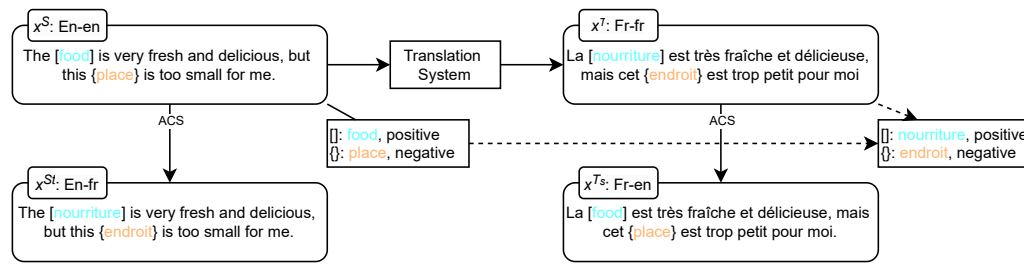 x^S: En-en
The [food] is very fresh and delicious, but
this {place} is too small for me.
Translation
System
x^T: Fr-fr
La [nourriture] est très fraîche et délicieuse,
mais cet {endroit} est trop petit pour moi
ACS
[]: food, positive
{}: place, negative
ACS
[]: nourriture, positive
{}: endroit, negative
x^{St}: En-fr
The [nourriture] is very fresh and delicious,
but this {endroit} is too small for me.
x^{Ts}: Fr-en
La [food] est très fraîche et délicieuse, mais
cet {place} est trop petit pour moi.